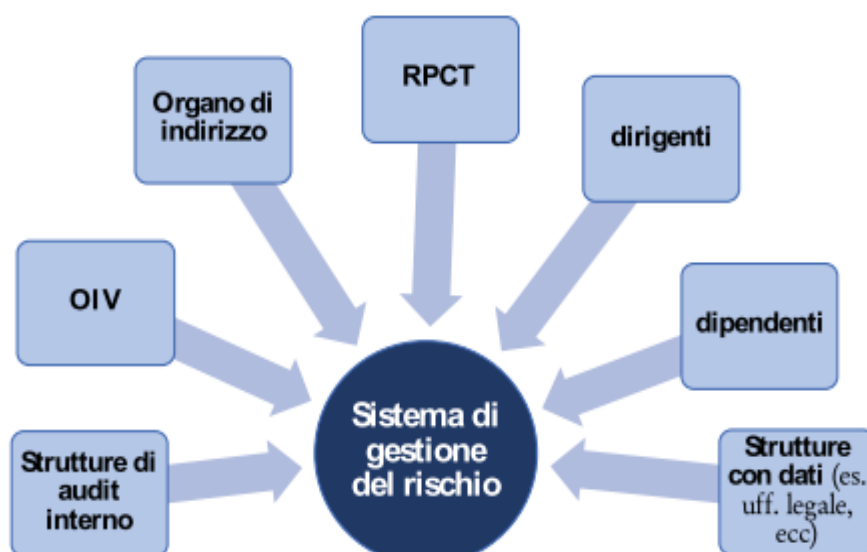 RPCT
Organo di
indirizzo
dirigenti
OIV
dipendenti
Sistema di
gestione
del rischio
Strutture di
audit
interno
Strutture
con dati (es.
uff. legale,
ecc)